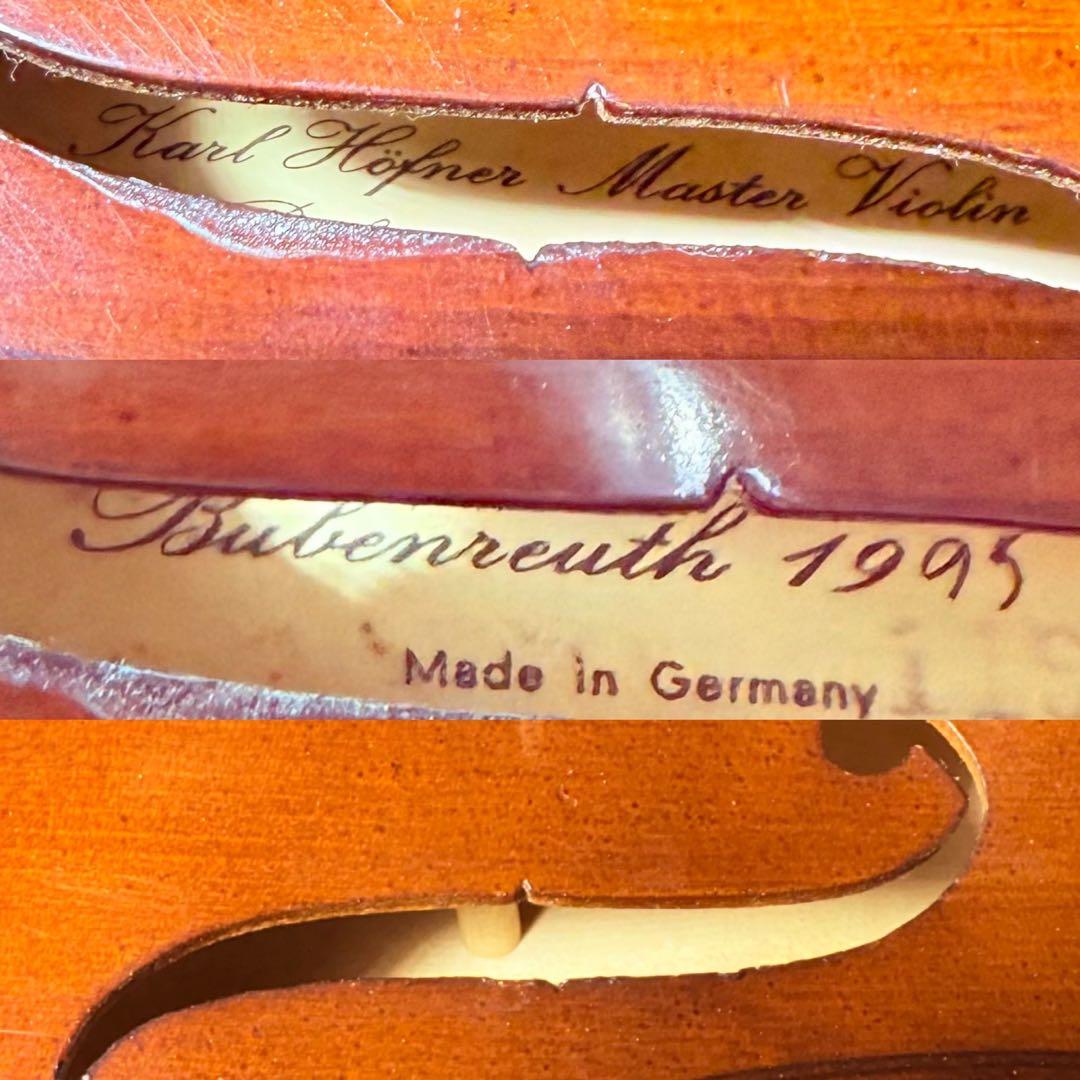 Karl Höfner Master Violin
Bubenreuth 1995
Made in Germany